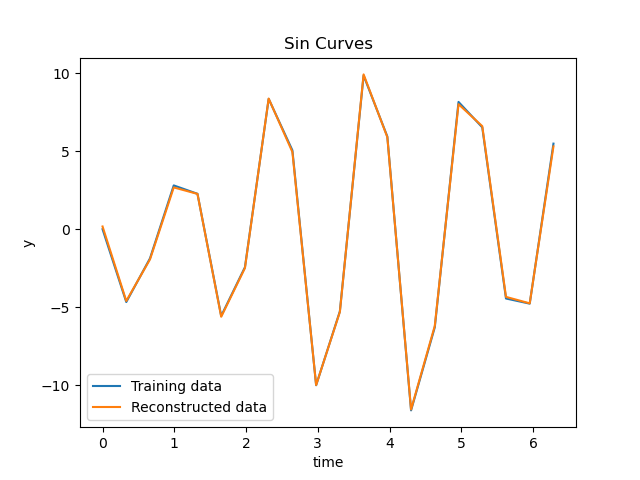 Sin Curves
y
10
5
0
−5
−10
Training data
Reconstructed data
0 1 2 3 4 5 6
time